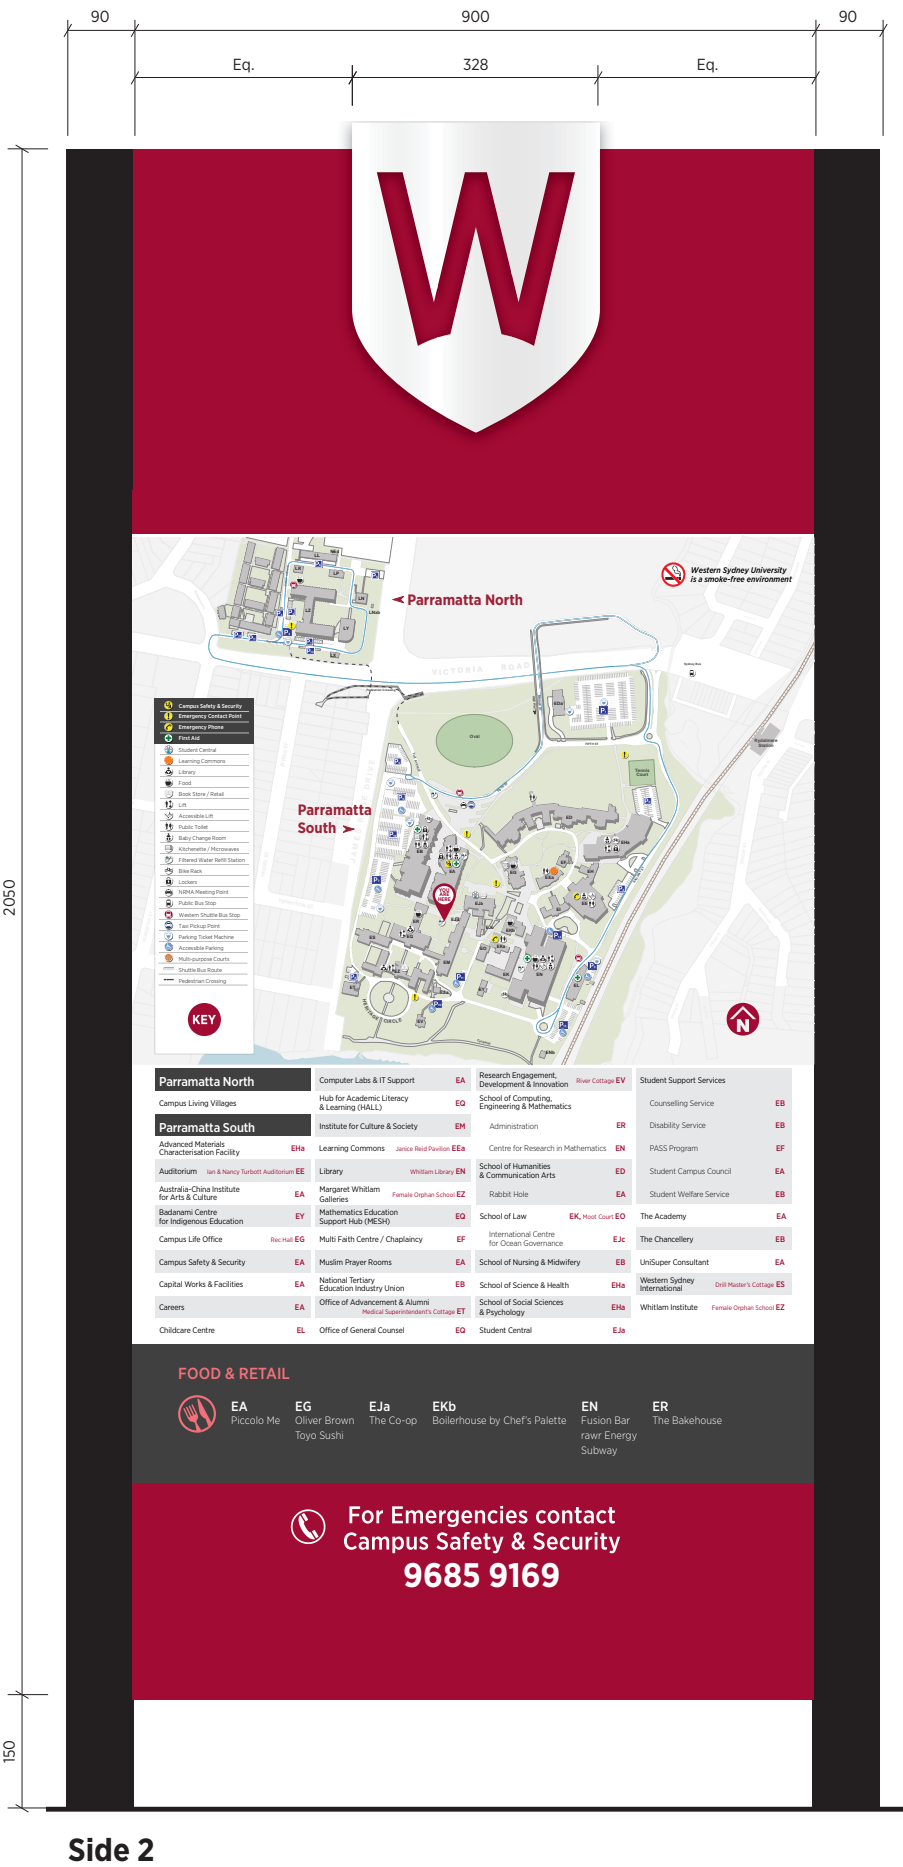 90
900
90
Eq.
328
Eq.
W
2050
150
Western Sydney University
is a smoke-free environment
Parramatta North
VICTORIA ROAD
Oval
Tennis
Court
Parramatta
South
YOU
ARE
HERE
HERITAGE CIRCLE
Campus Safety & Security
Emergency Contact Point
Emergency Phone
First Aid
Student Central
Learning Commons
Library
Food
Book Store / Retail
Lift
Accessible Lift
Public Toilet
Baby Change Room
Kitchenette / Microwaves
Filtered Water Refill Station
Bike Rack
Lockers
NRMA Meeting Point
Public Bus Stop
Western Shuttle Bus Stop
Taxi Pickup Point
Parking Ticket Machine
Accessible Parking
Multi-purpose Courts
Shuttle Bus Route
Pedestrian Crossing
KEY
N
Parramatta North
Campus Living Villages
Parramatta South
Advanced Materials
Characterisation Facility EHa
Auditorium Ian & Nancy Turbott Auditorium EE
Australia-China Institute
for Arts & Culture EA
Badanami Centre
for Indigenous Education EY
Campus Life Office Rec Hall EG
Campus Safety & Security EA
Capital Works & Facilities EA
Careers EA
Childcare Centre EL
Computer Labs & IT Support EA
Hub for Academic Literacy
& Learning (HALL) EQ
Institute for Culture & Society EM
Learning Commons Janice Reid Pavilion EEa
Library Whitlam Library EN
Margaret Whitlam
Galleries Female Orphan School EZ
Mathematics Education
Support Hub (MESH) EQ
Multi Faith Centre / Chaplaincy EF
Muslim Prayer Rooms EA
National Tertiary
Education Industry Union EB
Office of Advancement & Alumni
Medical Superintendent's Cottage ET
Office of General Counsel EQ
Research Engagement,
Development & Innovation River Cottage EV
School of Computing,
Engineering & Mathematics
Administration ER
Centre for Research in Mathematics EN
School of Humanities
& Communication Arts ED
Rabbit Hole EA
School of Law EK, Moot Court EO
International Centre
for Ocean Governance EJc
School of Nursing & Midwifery EB
School of Science & Health EHa
School of Social Sciences
& Psychology EHa
Student Central EJa
Student Support Services
Counselling Service EB
Disability Service EB
PASS Program EF
Student Campus Council EA
Student Welfare Service EB
The Academy EA
The Chancellery EB
UniSuper Consultant EA
Western Sydney
International Drill Master's Cottage ES
Whitlam Institute Female Orphan School EZ
FOOD & RETAIL
EA
Piccolo Me
EG
Oliver Brown
Toyo Sushi
EJa
The Co-op
EKb
Boilerhouse by Chef's Palette
EN
Fusion Bar
rawr Energy
Subway
ER
The Bakehouse
For Emergencies contact
Campus Safety & Security
9685 9169
Side 2